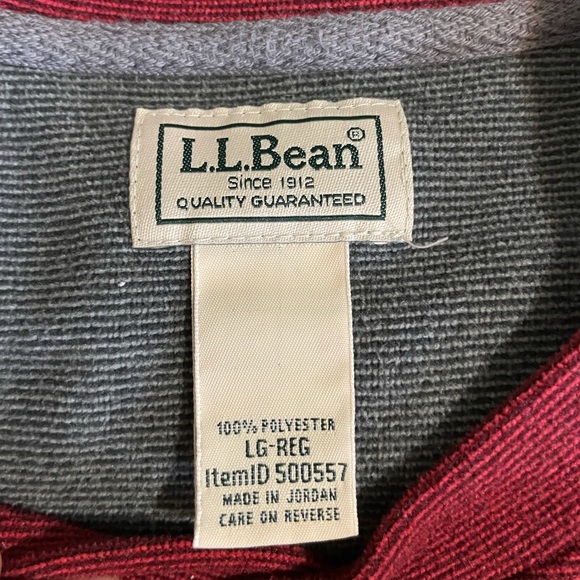 L.L.Bean®
Since 1912
QUALITY GUARANTEED
100% POLYESTER
LG-REG
ItemID 500557
MADE IN JORDAN
CARE ON REVERSE